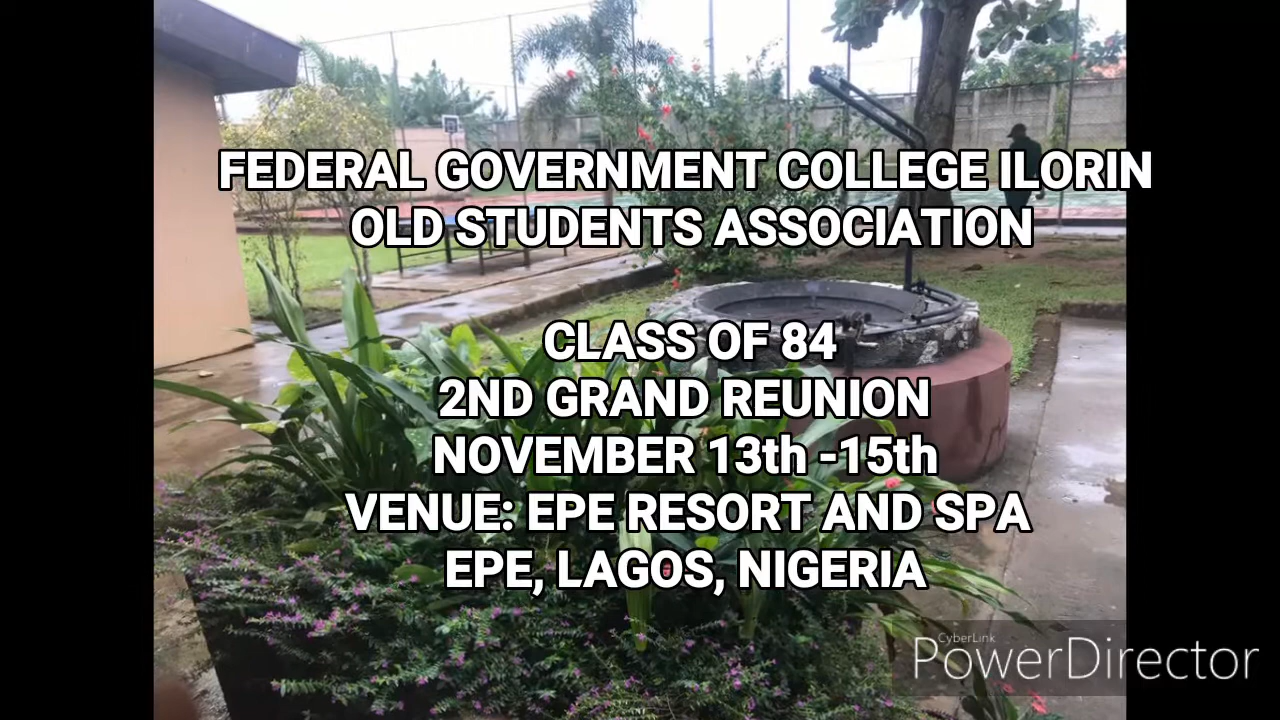 FEDERAL GOVERNMENT COLLEGE ILORIN
OLD STUDENTS ASSOCIATION
CLASS OF 84
2ND GRAND REUNION
NOVEMBER 13th -15th
VENUE: EPE RESORT AND SPA
EPE, LAGOS, NIGERIA
CyberLink
PowerDirector